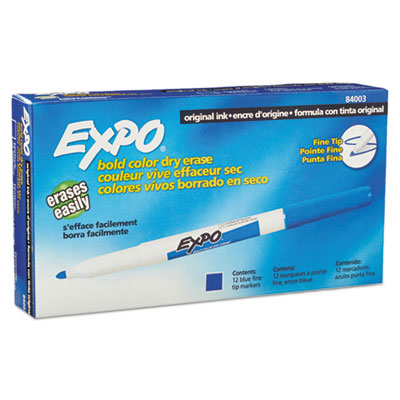 84003
original ink • encre d'origine • formula con tinta original
EXPO®
bold color dry erase
couleur vive effaceur sec
colores vivos borrado en seco
Fine Tip
Pointe Fine
Punta Fina
erases
easily
s'efface facilement
borra facilmente
EXPO
Contents:
12 blue fine
tip markers
Contenu:
12 marqueurs à pointe
fine; encre bleue
Contenido:
12 marcadores
azules punta fina
EXPO